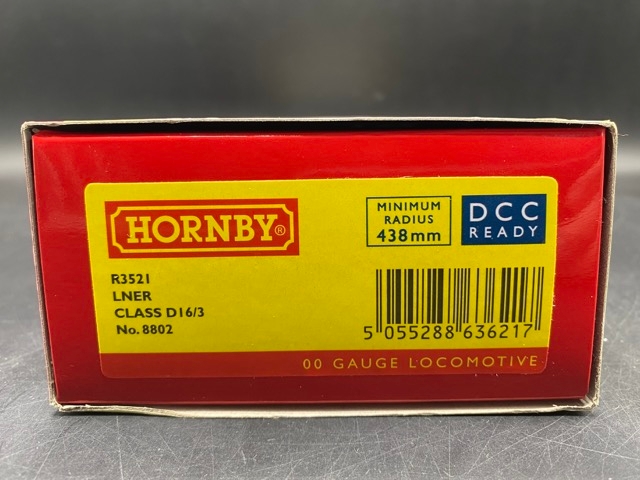 HORNBY®
MINIMUM
RADIUS
438mm
DCC
READY
R3521
LNER
CLASS D16/3
No. 8802
5 055288 636217
00 GAUGE LOCOMOTIVE